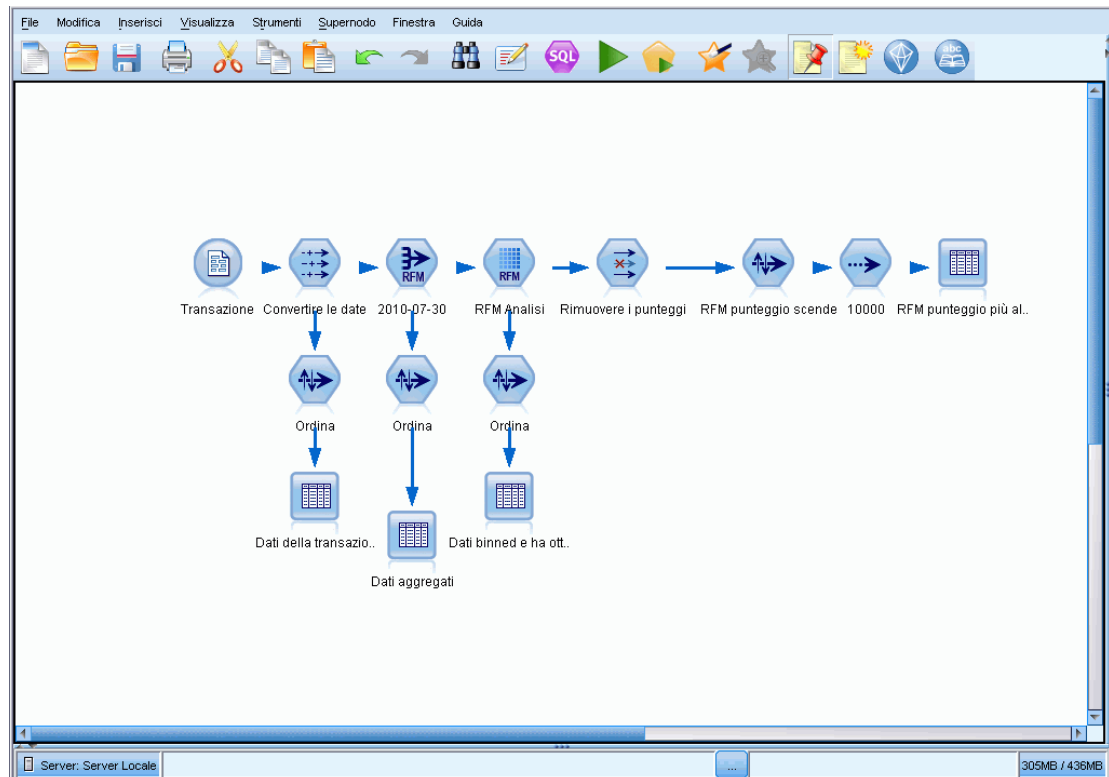 File Modifica Inserisci Visualizza Strumenti Supernodo Finestra Guida
SQL
abc
RFM
RFM
Transazione Convertire le date 2010-07-30 RFM Analisi Rimuovere i punteggi RFM punteggio scende 10000 RFM punteggio più al..
Ordina Ordina Ordina
Dati della transazio.. Dati binned e ha ott..
Dati aggregati
Server: Server Locale ... 305MB / 436MB